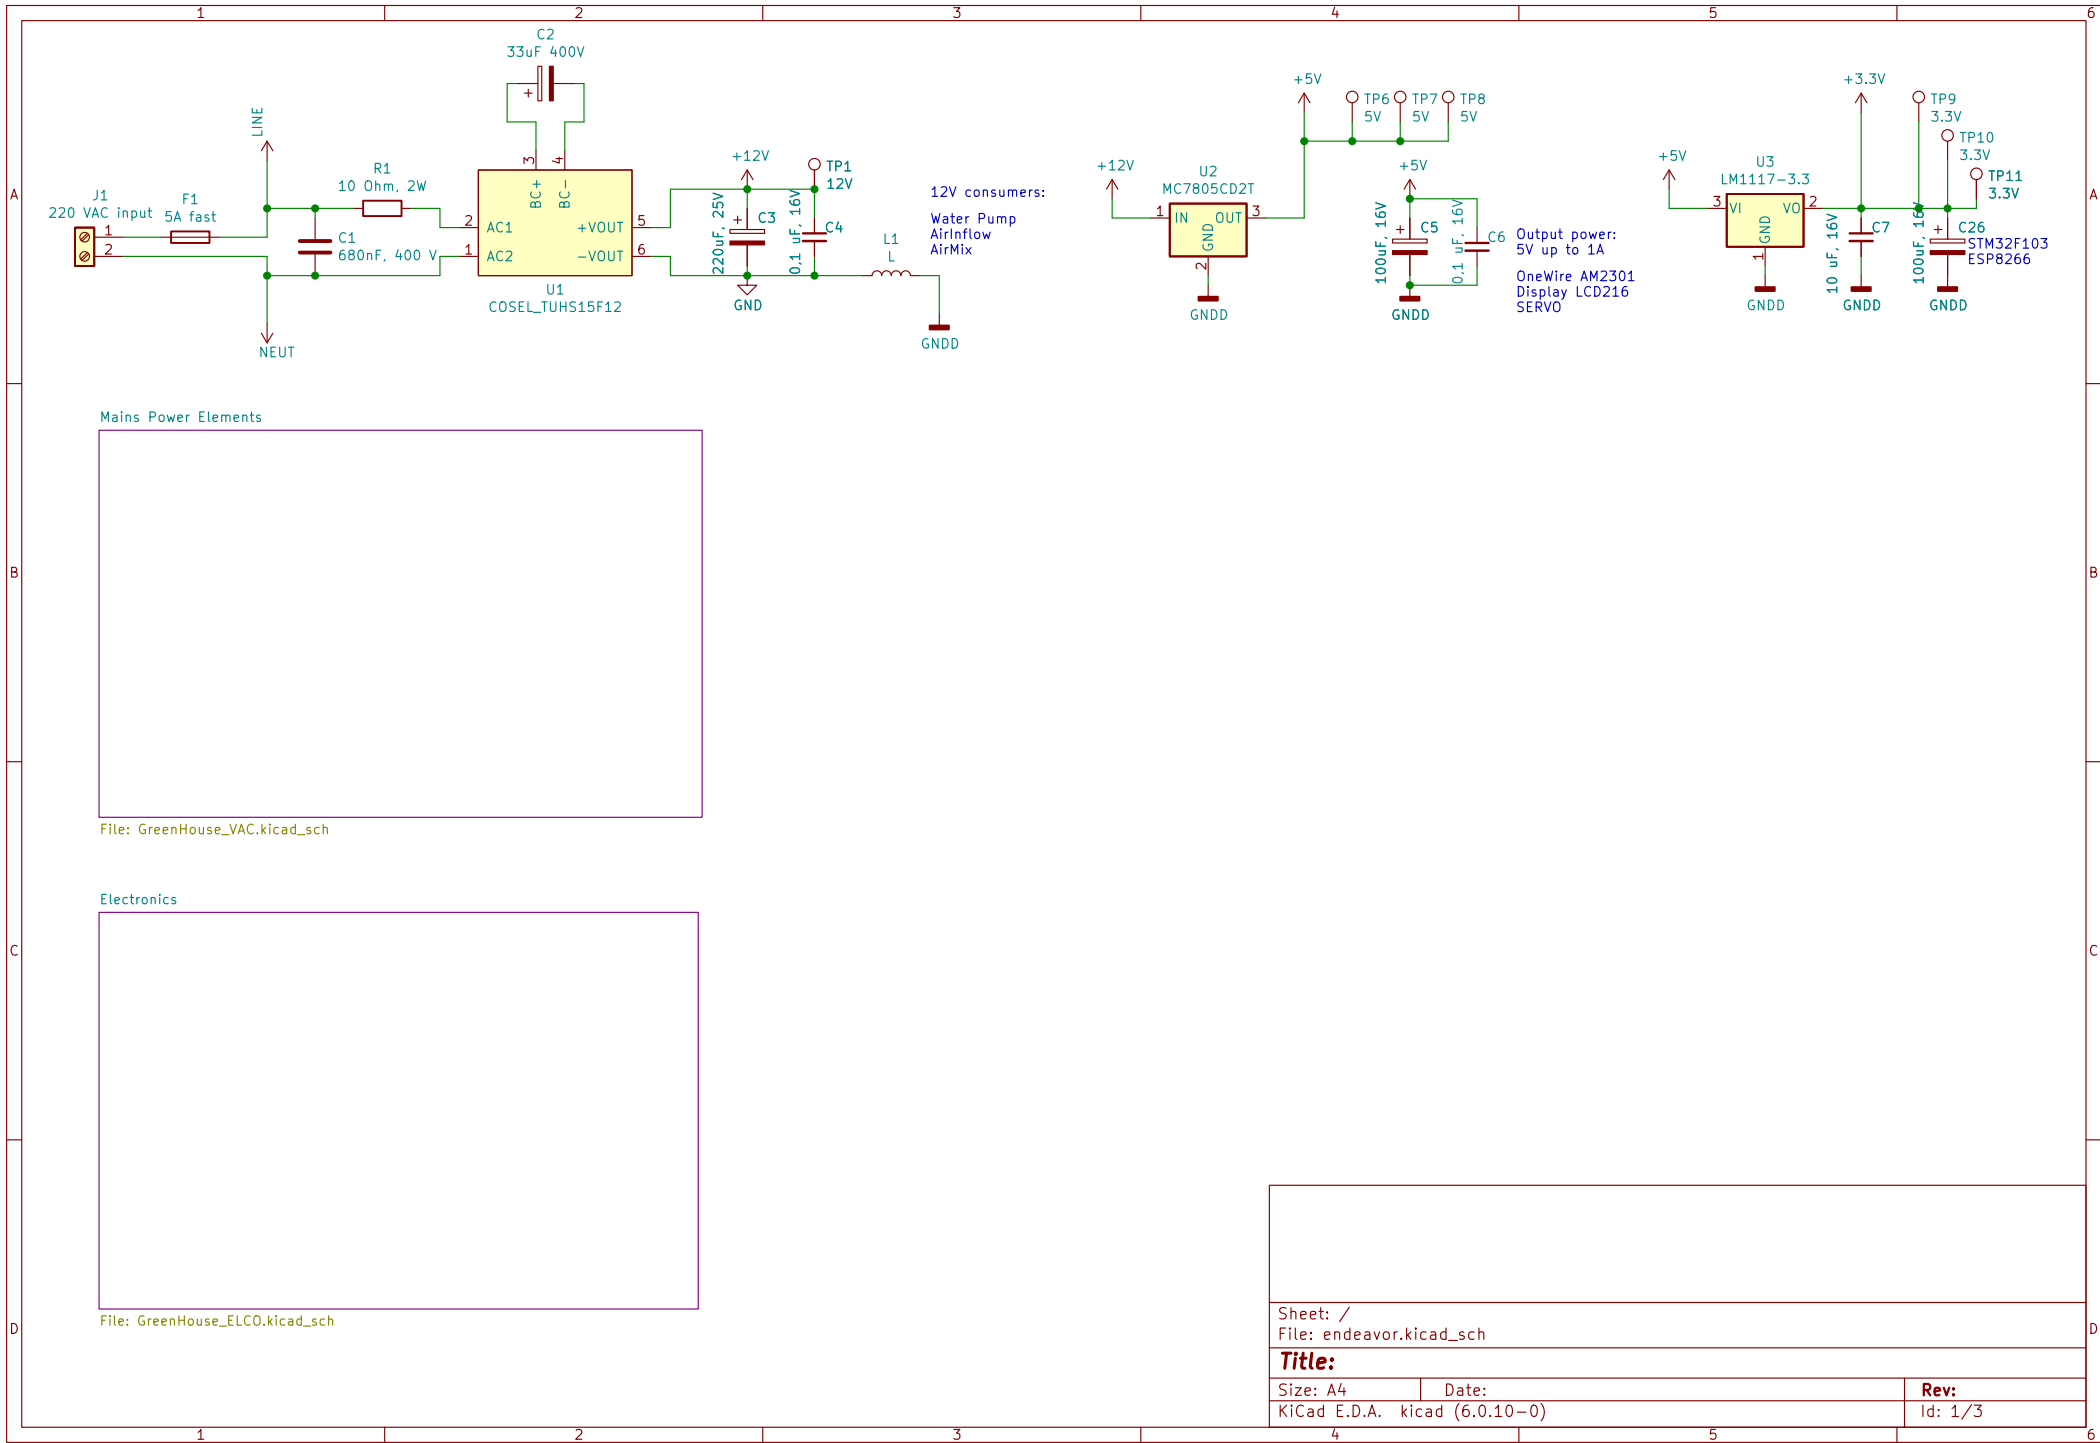 1 2 3 4 5 6
A
B
C
D
C2
33uF 400V
LINE
J1
220 VAC input
1
2
F1
5A fast
R1
10 Ohm, 2W
C1
680nF, 400 V
NEUT
3
4
BC+
BC-
2
AC1
1
AC2
+VOUT
5
-VOUT
6
U1
COSEL_TUHS15F12
+12V
TP1
12V
220uF, 25V
+
C3
0,1 uF, 16V
C4
GND
L1
L
GNDD
12V consumers:
Water Pump
AirInflow
AirMix
+12V
U2
MC7805CD2T
1
IN
OUT
3
GND
2
GNDD
+5V
TP6
5V
TP7
5V
TP8
5V
+5V
100uF, 16V
+
C5
0,1 uF, 16V
C6
GNDD
Output power:
5V up to 1A
OneWire AM2301
Display LCD216
SERVO
+5V
U3
LM1117-3.3
3
VI
VO
2
GND
1
GNDD
+3.3V
TP9
3.3V
TP10
3.3V
TP11
3.3V
10 uF, 16V
C7
GNDD
100uF, 16V
+
C26
STM32F103
ESP8266
GNDD
A
B
C
D
Mains Power Elements
File: GreenHouse_VAC.kicad_sch
Electronics
File: GreenHouse_ELCO.kicad_sch
Sheet: /
File: endeavor.kicad_sch
Title:
Size: A4
Date:
Rev:
KiCad E.D.A. kicad (6.0.10-0)
Id: 1/3
1 2 3 4 5 6